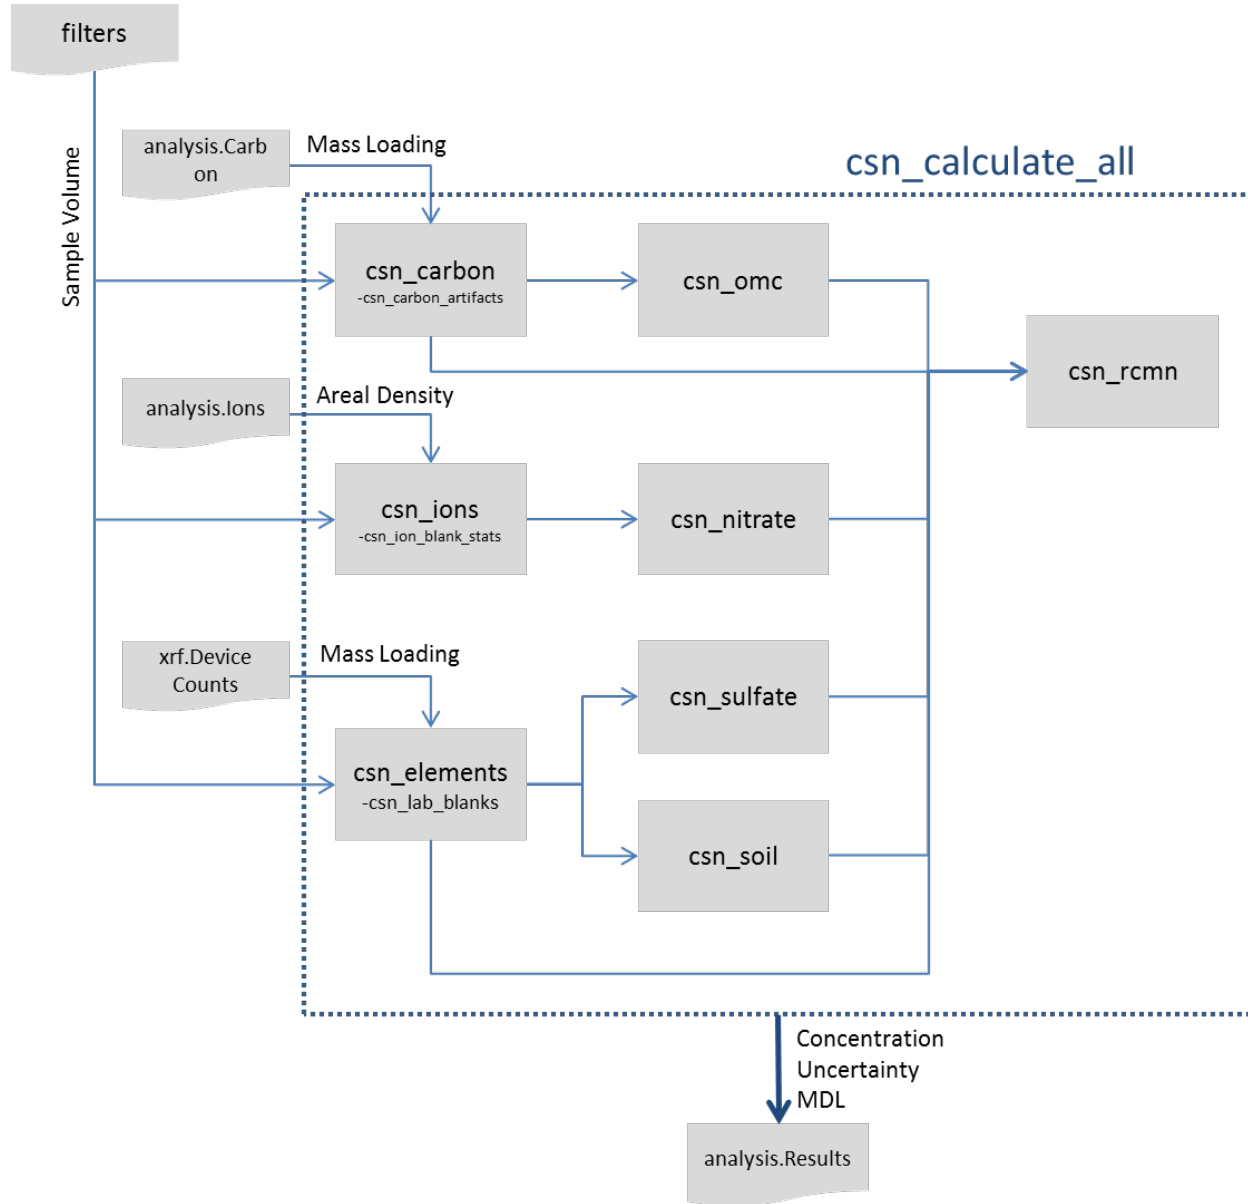 filters
Sample Volume
analysis.Carb
on
Mass Loading
csn_calculate_all
csn_carbon
-csn_carbon_artifacts
csn_omc
csn_rcmn
analysis.Ions
Areal Density
csn_ions
-csn_ion_blank_stats
csn_nitrate
xrf.Device
Counts
Mass Loading
csn_elements
-csn_lab_blanks
csn_sulfate
csn_soil
Concentration
Uncertainty
MDL
analysis.Results